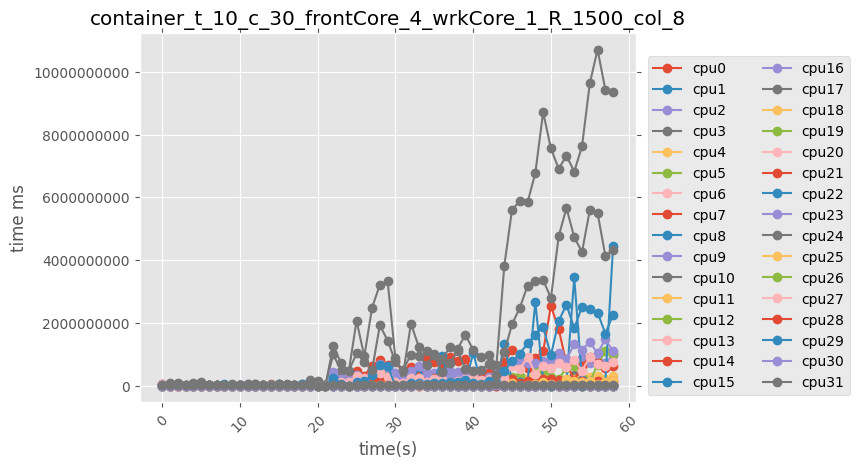 container_t_10_c_30_frontCore_4_wrkCore_1_R_1500_col_8
time ms
10000000000
8000000000
6000000000
4000000000
2000000000
0
0
10
20
30
40
50
60
time(s)
cpu0
cpu1
cpu2
cpu3
cpu4
cpu5
cpu6
cpu7
cpu8
cpu9
cpu10
cpu11
cpu12
cpu13
cpu14
cpu15
cpu16
cpu17
cpu18
cpu19
cpu20
cpu21
cpu22
cpu23
cpu24
cpu25
cpu26
cpu27
cpu28
cpu29
cpu30
cpu31